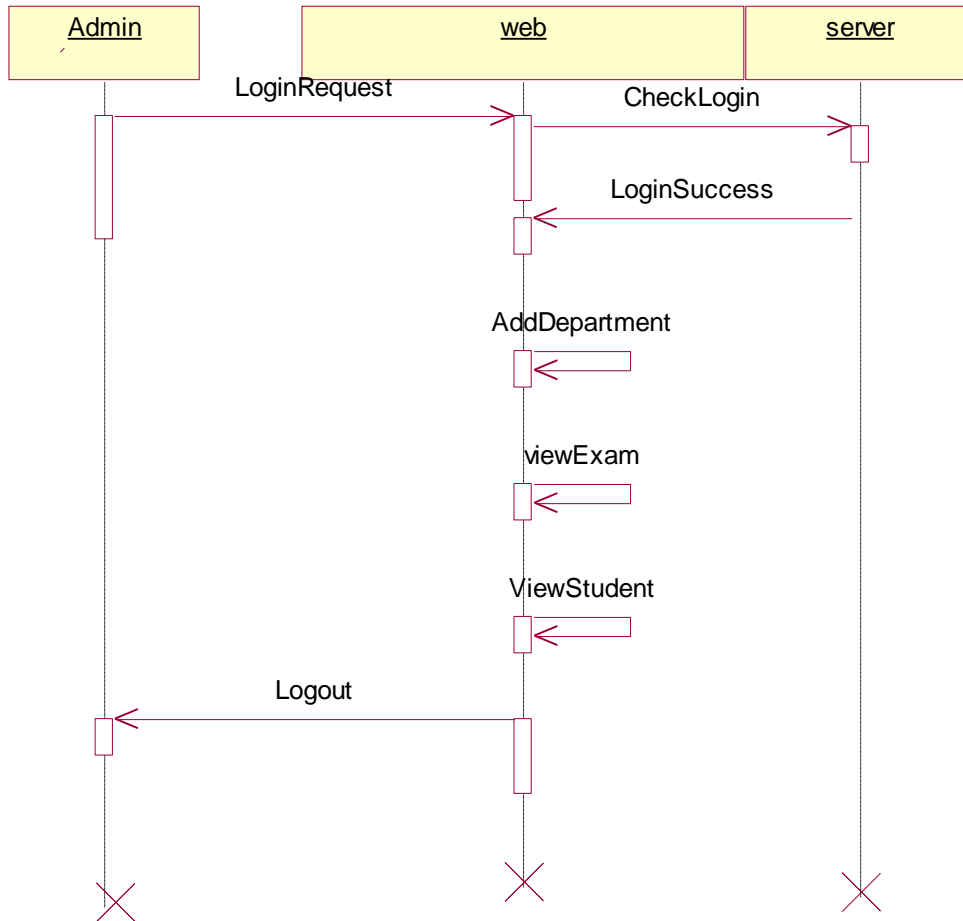 Admin
web
server
LoginRequest
CheckLogin
LoginSuccess
AddDepartment
viewExam
ViewStudent
Logout